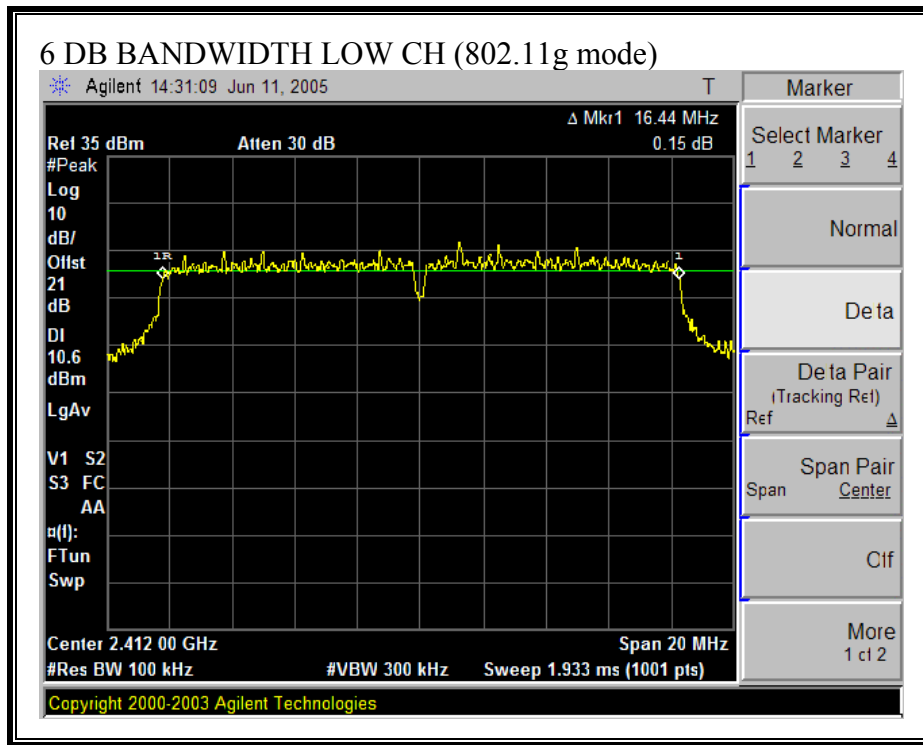 6 DB BANDWIDTH LOW CH (802.11g mode)
Agilent 14:31:09 Jun 11, 2005 T
Marker
Δ Mkr1 16.44 MHz
Ref 35 dBm Atten 30 dB 0.15 dB
#Peak
Log
10
dB/
Offst
21
dB
DI
10.6
dBm
LgAv
V1 S2
S3 FC
AA
¤(f):
FTun
Swp
1R
1
Center 2.412 00 GHz Span 20 MHz
#Res BW 100 kHz #VBW 300 kHz Sweep 1.933 ms (1001 pts)
Copyright 2000-2003 Agilent Technologies
Select Marker
1 2 3 4
Normal
Delta
Delta Pair
(Tracking Ref)
Ref Δ
Span Pair
Span Center
Off
More
1 of 2